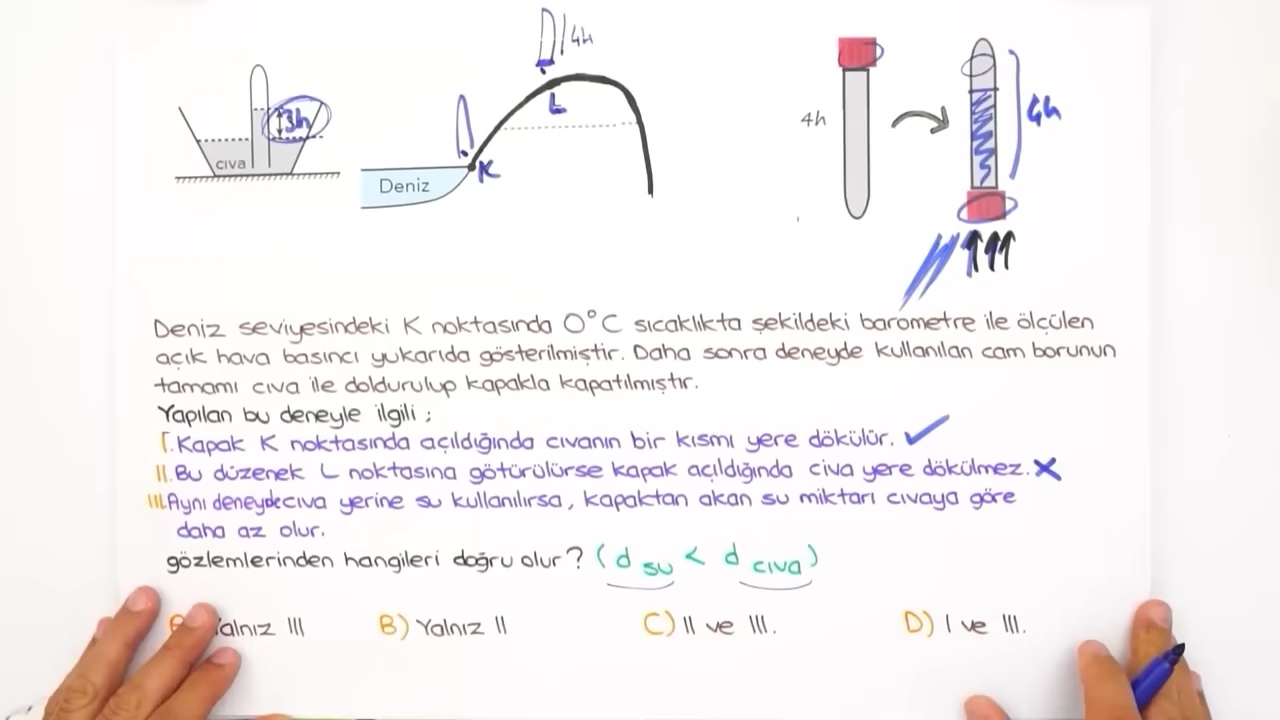 4h
3h
L
4h
4h
cıva
K
Deniz
Deniz seviyesindeki K noktasında 0°C sıcaklıkta şekildeki barometre ile ölçülen
açık hava basıncı yukarıda gösterilmiştir. Daha sonra deneyde kullanılan cam borunun
tamamı cıva ile doldurulup kapakla kapatılmıştır.
Yapılan bu deneyle ilgili ;
I. Kapak K noktasında açıldığında cıvanın bir kısmı yere dökülür.
II. Bu düzenek L noktasına götürülürse kapak açıldığında civa yere dökülmez.
III. Aynı deneyde cıva yerine su kullanılırsa, kapaktan akan su miktarı cıvaya göre
daha az olur.
gözlemlerinden hangileri doğru olur? (d su < d cıva)
Yalnız III B) Yalnız II C) II ve III. D) I ve III.